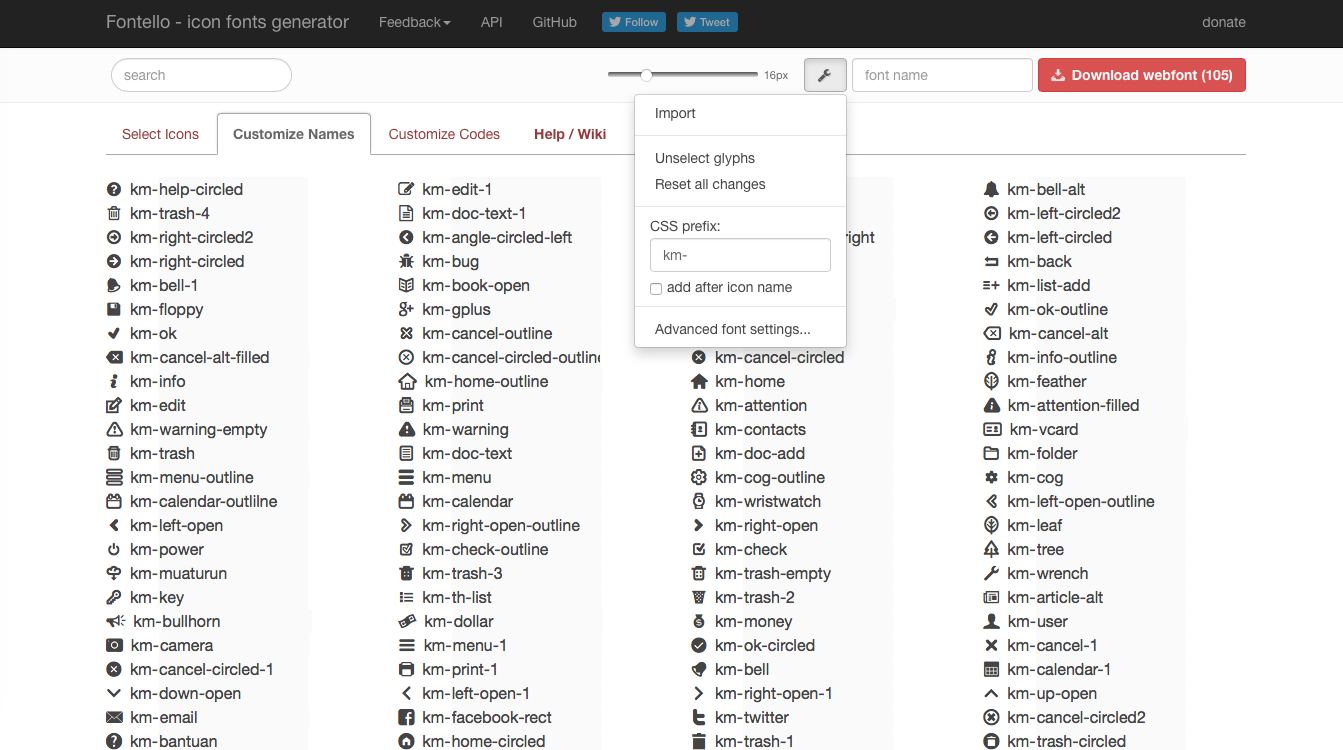 Fontello - icon fonts generator Feedback API GitHub Follow Tweet donate
search 16px font name Download webfont (105)
Import
Unselect glyphs
Reset all changes
CSS prefix:
km-
add after icon name
Advanced font settings...
Select Icons Customize Names Customize Codes Help / Wiki
km-help-circled km-edit-1 km-bell-alt
km-trash-4 km-doc-text-1 km-left-circled2
km-right-circled2 km-angle-circled-left right km-left-circled
km-right-circled km-bug km-back
km-bell-1 km-book-open km-list-add
km-floppy km-gplus km-ok-outline
km-ok km-cancel-outline km-cancel-alt
km-cancel-alt-filled km-cancel-circled-outline km-cancel-circled km-info-outline
km-info km-home-outline km-home km-feather
km-edit km-print km-attention km-attention-filled
km-warning-empty km-warning km-contacts km-vcard
km-trash km-doc-text km-doc-add km-folder
km-menu-outline km-menu km-cog-outline km-cog
km-calendar-outlilne km-calendar km-wristwatch km-left-open-outline
km-left-open km-right-open-outline km-right-open km-leaf
km-power km-check-outline km-check km-tree
km-muaturun km-trash-3 km-trash-empty km-wrench
km-key km-th-list km-trash-2 km-article-alt
km-bullhorn km-dollar km-money km-user
km-camera km-menu-1 km-ok-circled km-cancel-1
km-cancel-circled-1 km-print-1 km-bell km-calendar-1
km-down-open km-left-open-1 km-right-open-1 km-up-open
km-email km-facebook-rect km-twitter km-cancel-circled2
km-bantuan km-home-circled km-trash-1 km-trash-circled